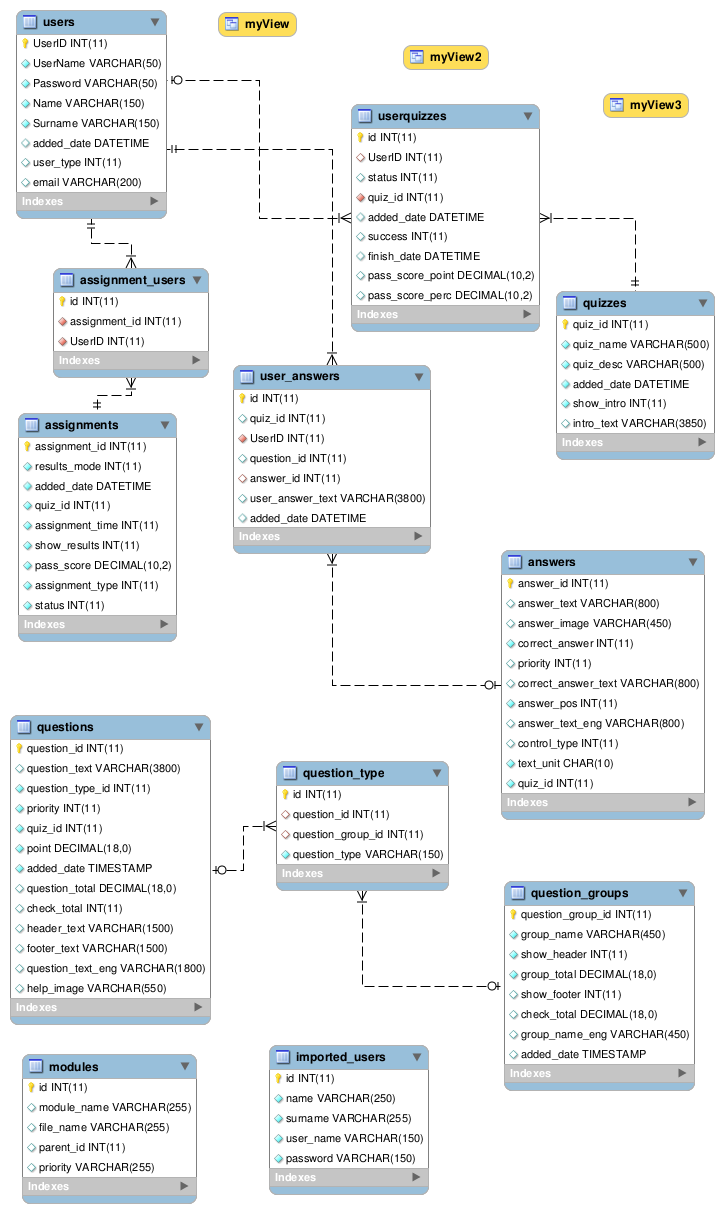 users
UserID INT(11)
UserName VARCHAR(50)
Password VARCHAR(50)
Name VARCHAR(150)
Surname VARCHAR(150)
added_date DATETIME
user_type INT(11)
email VARCHAR(200)
Indexes
myView
myView2
myView3
userquizzes
id INT(11)
UserID INT(11)
status INT(11)
quiz_id INT(11)
added_date DATETIME
success INT(11)
finish_date DATETIME
pass_score_point DECIMAL(10,2)
pass_score_perc DECIMAL(10,2)
Indexes
assignment_users
id INT(11)
assignment_id INT(11)
UserID INT(11)
Indexes
quizzes
quiz_id INT(11)
quiz_name VARCHAR(500)
quiz_desc VARCHAR(500)
added_date DATETIME
show_intro INT(11)
intro_text VARCHAR(3850)
Indexes
user_answers
id INT(11)
quiz_id INT(11)
UserID INT(11)
question_id INT(11)
answer_id INT(11)
user_answer_text VARCHAR(3800)
added_date DATETIME
Indexes
assignments
assignment_id INT(11)
results_mode INT(11)
added_date DATETIME
quiz_id INT(11)
assignment_time INT(11)
show_results INT(11)
pass_score DECIMAL(10,2)
assignment_type INT(11)
status INT(11)
Indexes
answers
answer_id INT(11)
answer_text VARCHAR(800)
answer_image VARCHAR(450)
correct_answer INT(11)
priority INT(11)
correct_answer_text VARCHAR(800)
answer_pos INT(11)
answer_text_eng VARCHAR(800)
control_type INT(11)
text_unit CHAR(10)
quiz_id INT(11)
Indexes
questions
question_id INT(11)
question_text VARCHAR(3800)
question_type_id INT(11)
priority INT(11)
quiz_id INT(11)
point DECIMAL(18,0)
added_date TIMESTAMP
question_total DECIMAL(18,0)
check_total INT(11)
header_text VARCHAR(1500)
footer_text VARCHAR(1500)
question_text_eng VARCHAR(1800)
help_image VARCHAR(550)
Indexes
question_type
id INT(11)
question_id INT(11)
question_group_id INT(11)
question_type VARCHAR(150)
Indexes
question_groups
question_group_id INT(11)
group_name VARCHAR(450)
show_header INT(11)
group_total DECIMAL(18,0)
show_footer INT(11)
check_total DECIMAL(18,0)
group_name_eng VARCHAR(450)
added_date TIMESTAMP
Indexes
modules
id INT(11)
module_name VARCHAR(255)
file_name VARCHAR(255)
parent_id INT(11)
priority VARCHAR(255)
Indexes
imported_users
id INT(11)
name VARCHAR(250)
surname VARCHAR(255)
user_name VARCHAR(150)
password VARCHAR(150)
Indexes